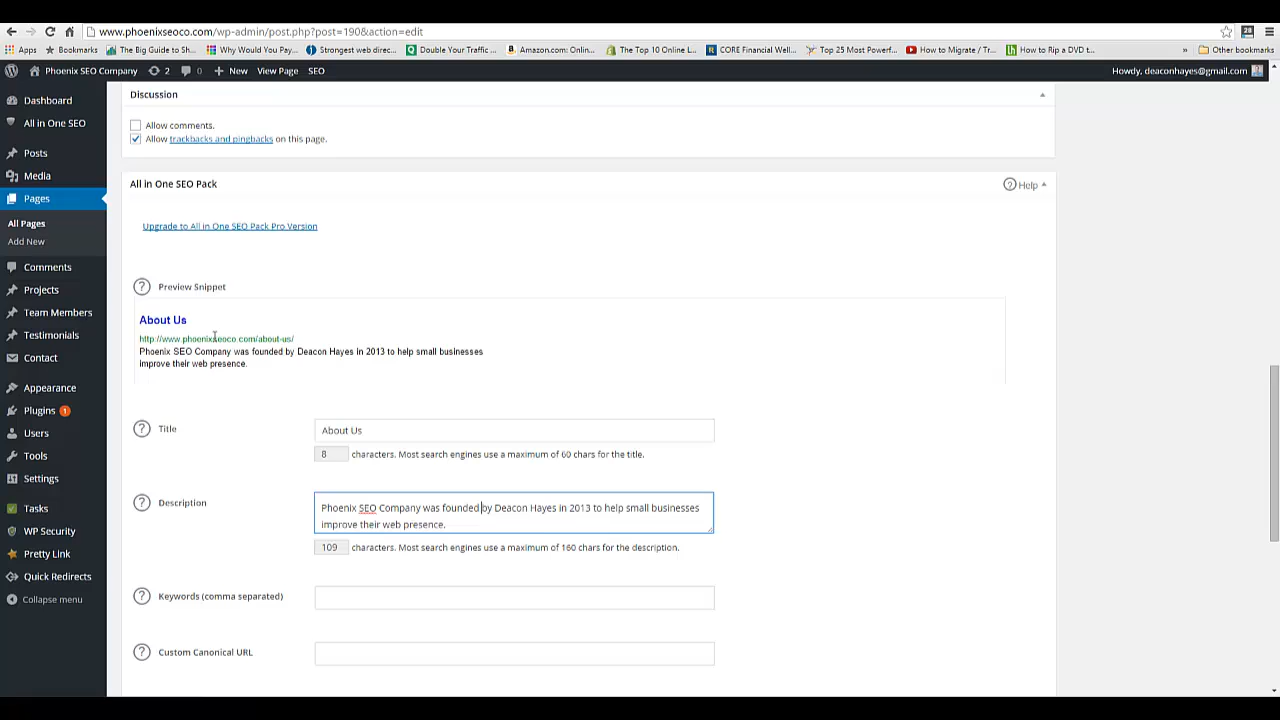 www.phoenixseoco.com/wp-admin/post.php?post=190&action=edit
Apps Bookmarks The Big Guide to Sh... Why Would You Pay... Strongest web direc... Double Your Traffic ... Amazon.com: Onlin... The Top 10 Online L... CORE Financial Well... Top 25 Most Powerf... How to Migrate / Tr... How to Rip a DVD t... » Other bookmarks
Phoenix SEO Company 2 0 New View Page SEO Howdy, deaconhayes@gmail.com
Dashboard
All in One SEO
Posts
Media
Pages
All Pages
Add New
Comments
Projects
Team Members
Testimonials
Contact
Appearance
Plugins 1
Users
Tools
Settings
Tasks
WP Security
Pretty Link
Quick Redirects
Collapse menu
Discussion
Allow comments.
Allow trackbacks and pingbacks on this page.
All in One SEO Pack
? Help
Upgrade to All in One SEO Pack Pro Version
? Preview Snippet
About Us
http://www.phoenixseoco.com/about-us/
Phoenix SEO Company was founded by Deacon Hayes in 2013 to help small businesses
improve their web presence.
? Title About Us
8 characters. Most search engines use a maximum of 60 chars for the title.
? Description Phoenix SEO Company was founded by Deacon Hayes in 2013 to help small businesses
improve their web presence.
109 characters. Most search engines use a maximum of 160 chars for the description.
? Keywords (comma separated)
? Custom Canonical URL